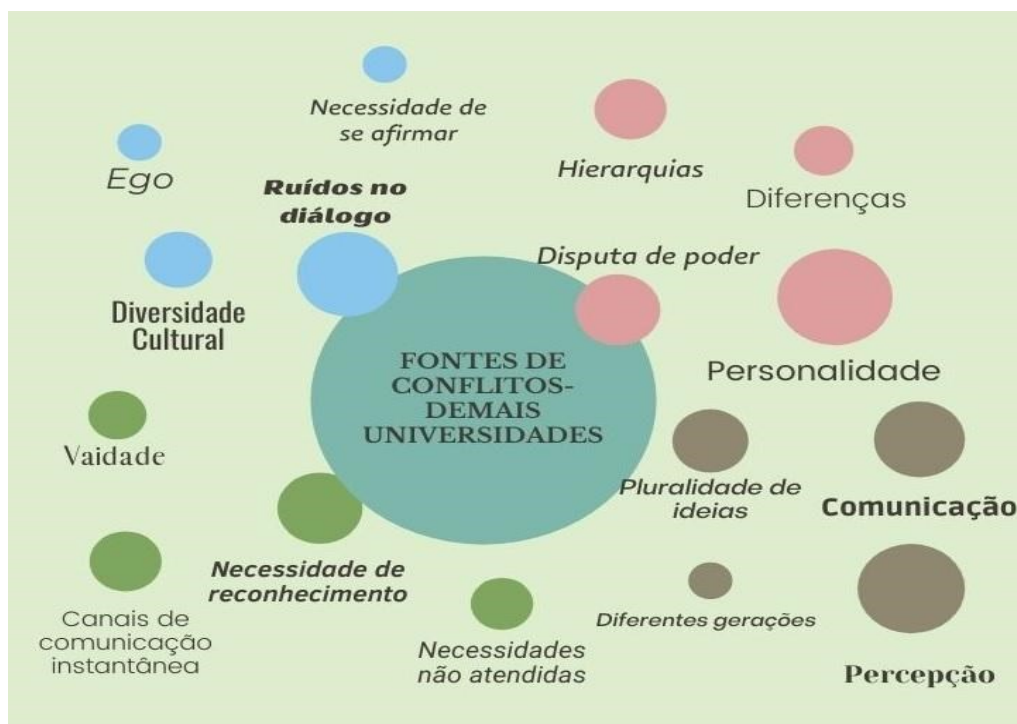 Necessidade de
se afirmar
Hierarquias
Ego
Diferenças
Ruídos no
diálogo
Disputa de poder
Diversidade
Cultural
FONTES DE
CONFLITOS-
DEMAIS
UNIVERSIDADES
Personalidade
Vaidade
Pluralidade de
ideias
Comunicação
Necessidade de
reconhecimento
Canais de
comunicação
instantânea
Necessidades
não atendidas
Diferentes gerações
Percepção